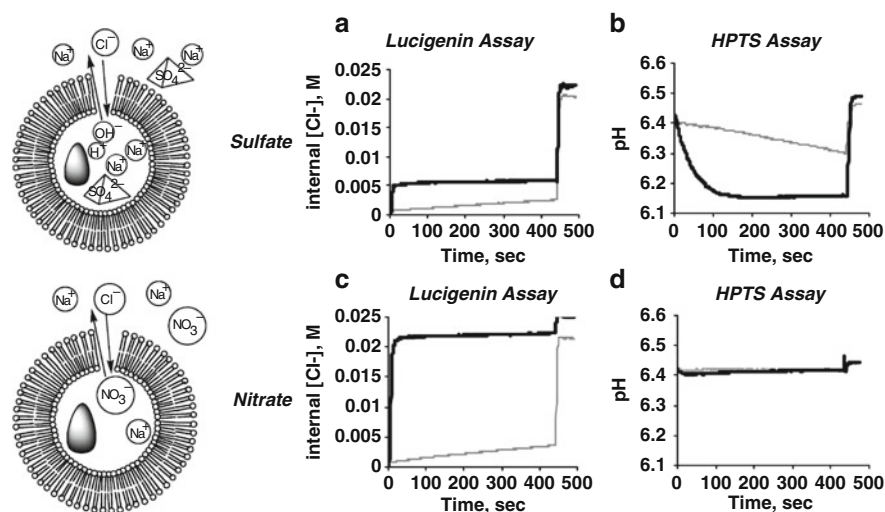 Na+ Cl− Na+ Na+
SO4 2−
OH−
H+ Na+
Na+
SO4 2−
Sulfate
a
Lucigenin Assay
internal [Cl-], M
0.025
0.02
0.015
0.01
0.005
0
0 100 200 300 400 500
Time, sec
b
HPTS Assay
pH
6.6
6.5
6.4
6.3
6.2
6.1
0 100 200 300 400 500
Time, sec
Na+ Cl− Na+
NO3−
NO3−
Na+
Nitrate
c
Lucigenin Assay
internal [Cl-], M
0.025
0.02
0.015
0.01
0.005
0
0 100 200 300 400 500
Time, sec
d
HPTS Assay
pH
6.6
6.5
6.4
6.3
6.2
6.1
0 100 200 300 400 500
Time, sec